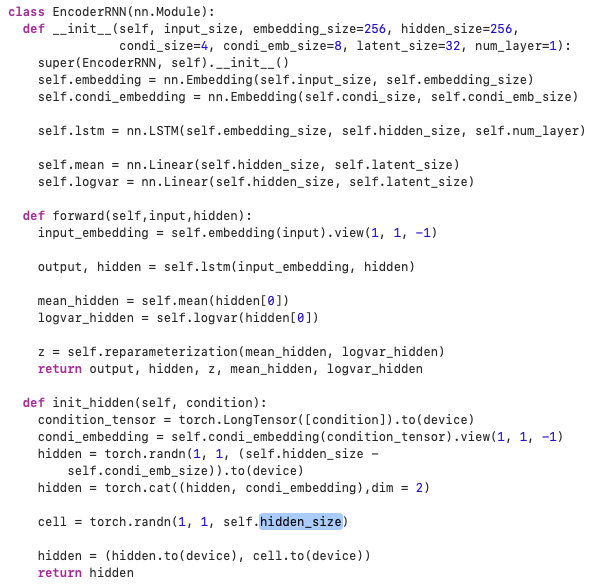 class EncoderRNN(nn.Module):
  def __init__(self, input_size, embedding_size=256, hidden_size=256,
               condi_size=4, condi_emb_size=8, latent_size=32, num_layer=1):
    super(EncoderRNN, self).__init__()
    self.embedding = nn.Embedding(self.input_size, self.embedding_size)
    self.condi_embedding = nn.Embedding(self.condi_size, self.condi_emb_size)

    self.lstm = nn.LSTM(self.embedding_size, self.hidden_size, self.num_layer)

    self.mean = nn.Linear(self.hidden_size, self.latent_size)
    self.logvar = nn.Linear(self.hidden_size, self.latent_size)

  def forward(self,input,hidden):
    input_embedding = self.embedding(input).view(1, 1, -1)

    output, hidden = self.lstm(input_embedding, hidden)

    mean_hidden = self.mean(hidden[0])
    logvar_hidden = self.logvar(hidden[0])

    z = self.reparameterization(mean_hidden, logvar_hidden)
    return output, hidden, z, mean_hidden, logvar_hidden

  def init_hidden(self, condition):
    condition_tensor = torch.LongTensor([condition]).to(device)
    condi_embedding = self.condi_embedding(condition_tensor).view(1, 1, -1)
    hidden = torch.randn(1, 1, (self.hidden_size -
        self.condi_emb_size)).to(device)
    hidden = torch.cat((hidden, condi_embedding),dim = 2)

    cell = torch.randn(1, 1, self.hidden_size)

    hidden = (hidden.to(device), cell.to(device))
    return hidden